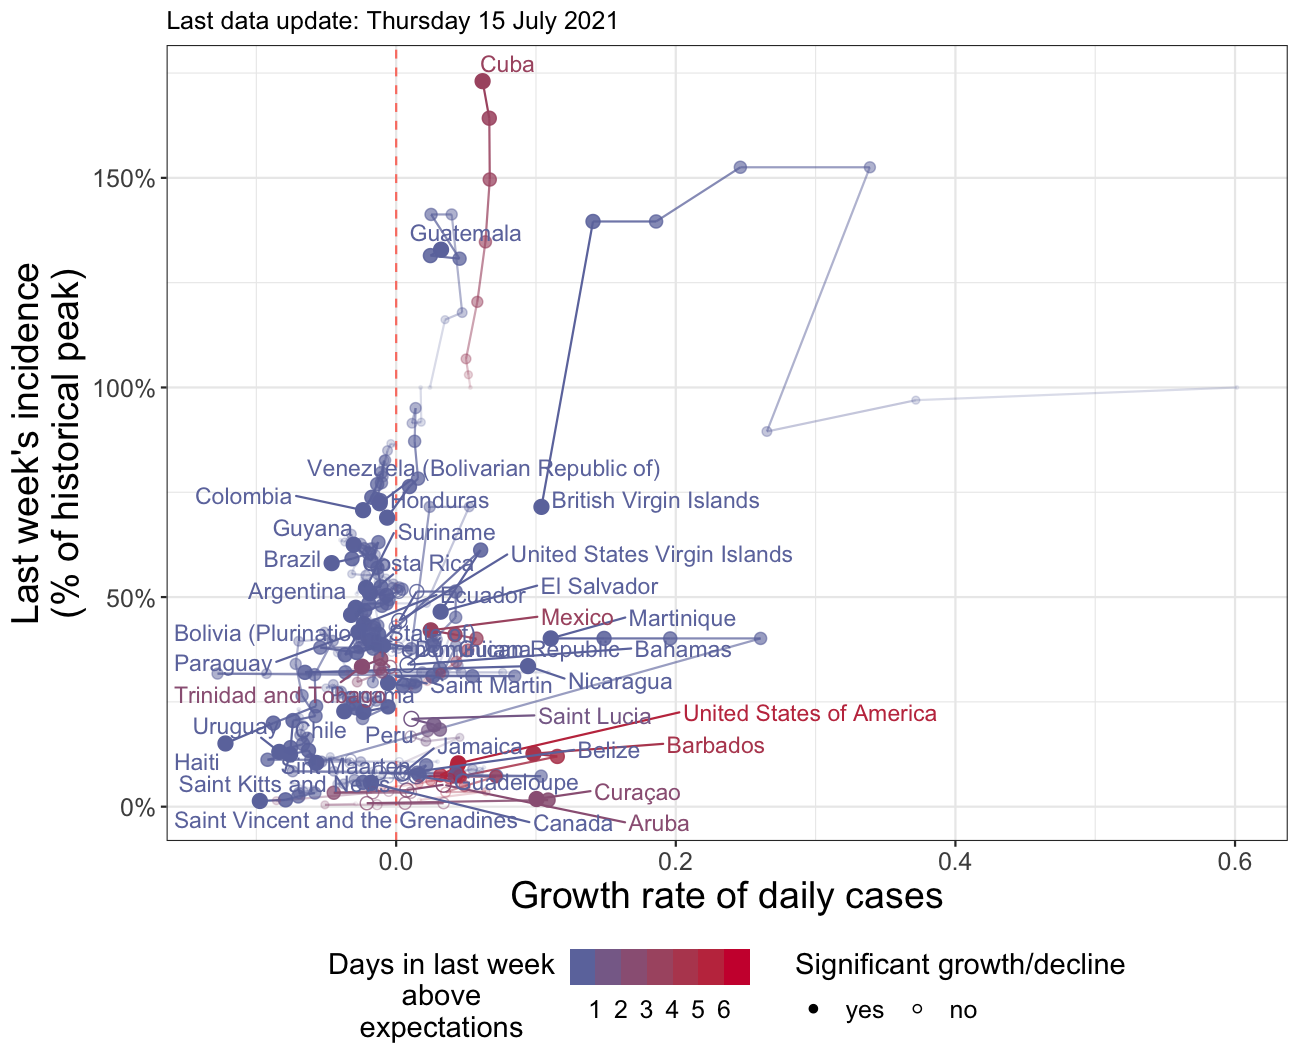 Last data update: Thursday 15 July 2021
Cuba
150%
Guatemala
100%
Venezuela (Bolivarian Republic of)
Colombia
Honduras
British Virgin Islands
Guyana
Suriname
Brazil
Costa Rica
United States Virgin Islands
Argentina
Ecuador
El Salvador
50%
Mexico
Martinique
Bolivia (Plurinational State of)
Dominican Republic
Bahamas
Paraguay
Nicaragua
Trinidad and Tobago
Panama
Saint Martin
Saint Lucia
United States of America
Uruguay
Chile
Peru
Jamaica
Belize
Barbados
Haiti
Sint Maarten
Saint Kitts and Nevis
Guadeloupe
Curaçao
0%
Saint Vincent and the Grenadines
Canada
Aruba
0.0
0.2
0.4
0.6
Last week's incidence
(% of historical peak)
Growth rate of daily cases
Days in last week
above
expectations
1 2 3 4 5 6
Significant growth/decline
yes
no